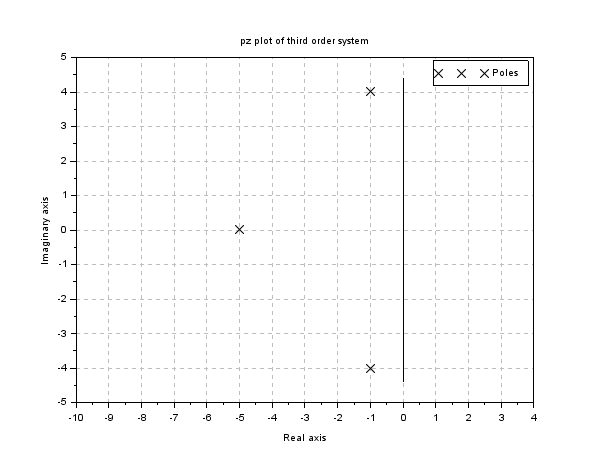 pz plot of third order system
Poles
5
4
3
2
1
0
-1
-2
-3
-4
-5
Imaginary axis
-10 -9 -8 -7 -6 -5 -4 -3 -2 -1 0 1 2 3 4
Real axis